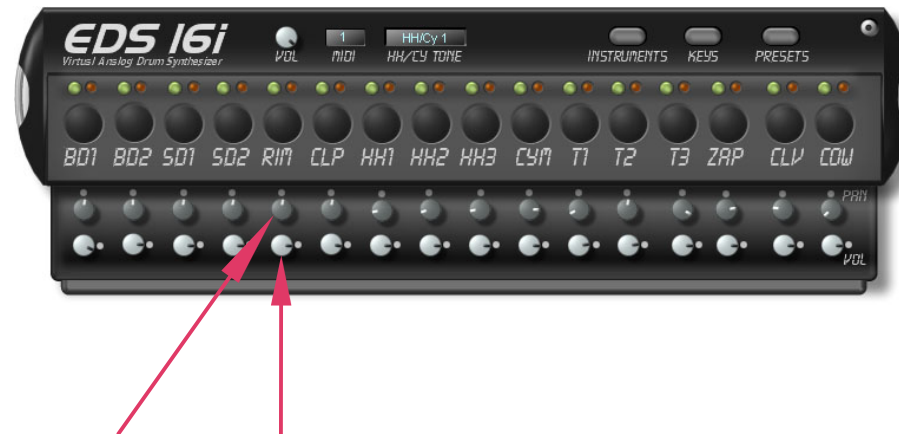 EDS 16i
Virtual Analog Drum Synthesizer
VOL
1
MIDI
HH/Cy 1
HH/CY TONE
INSTRUMENTS
KEYS
PRESETS
BD1 BD2 SD1 SD2 RIM CLP HH1 HH2 HH3 CYM T1 T2 T3 ZAP CLV COW
PAN
VOL